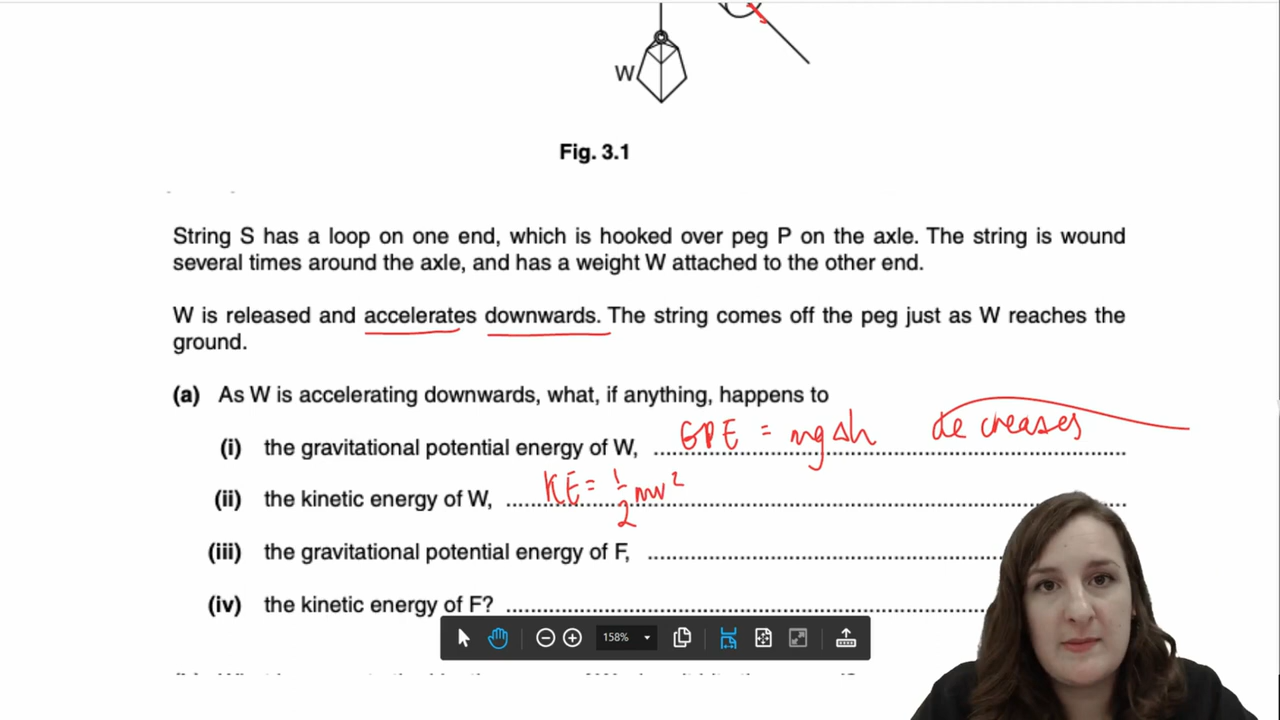 W
Fig. 3.1
String S has a loop on one end, which is hooked over peg P on the axle. The string is wound
several times around the axle, and has a weight W attached to the other end.
W is released and accelerates downwards. The string comes off the peg just as W reaches the
ground.
(a) As W is accelerating downwards, what, if anything, happens to
(i) the gravitational potential energy of W, GPE = mgΔh decreases
(ii) the kinetic energy of W, KE = 1/2 mv²
(iii) the gravitational potential energy of F,
(iv) the kinetic energy of F?
158%